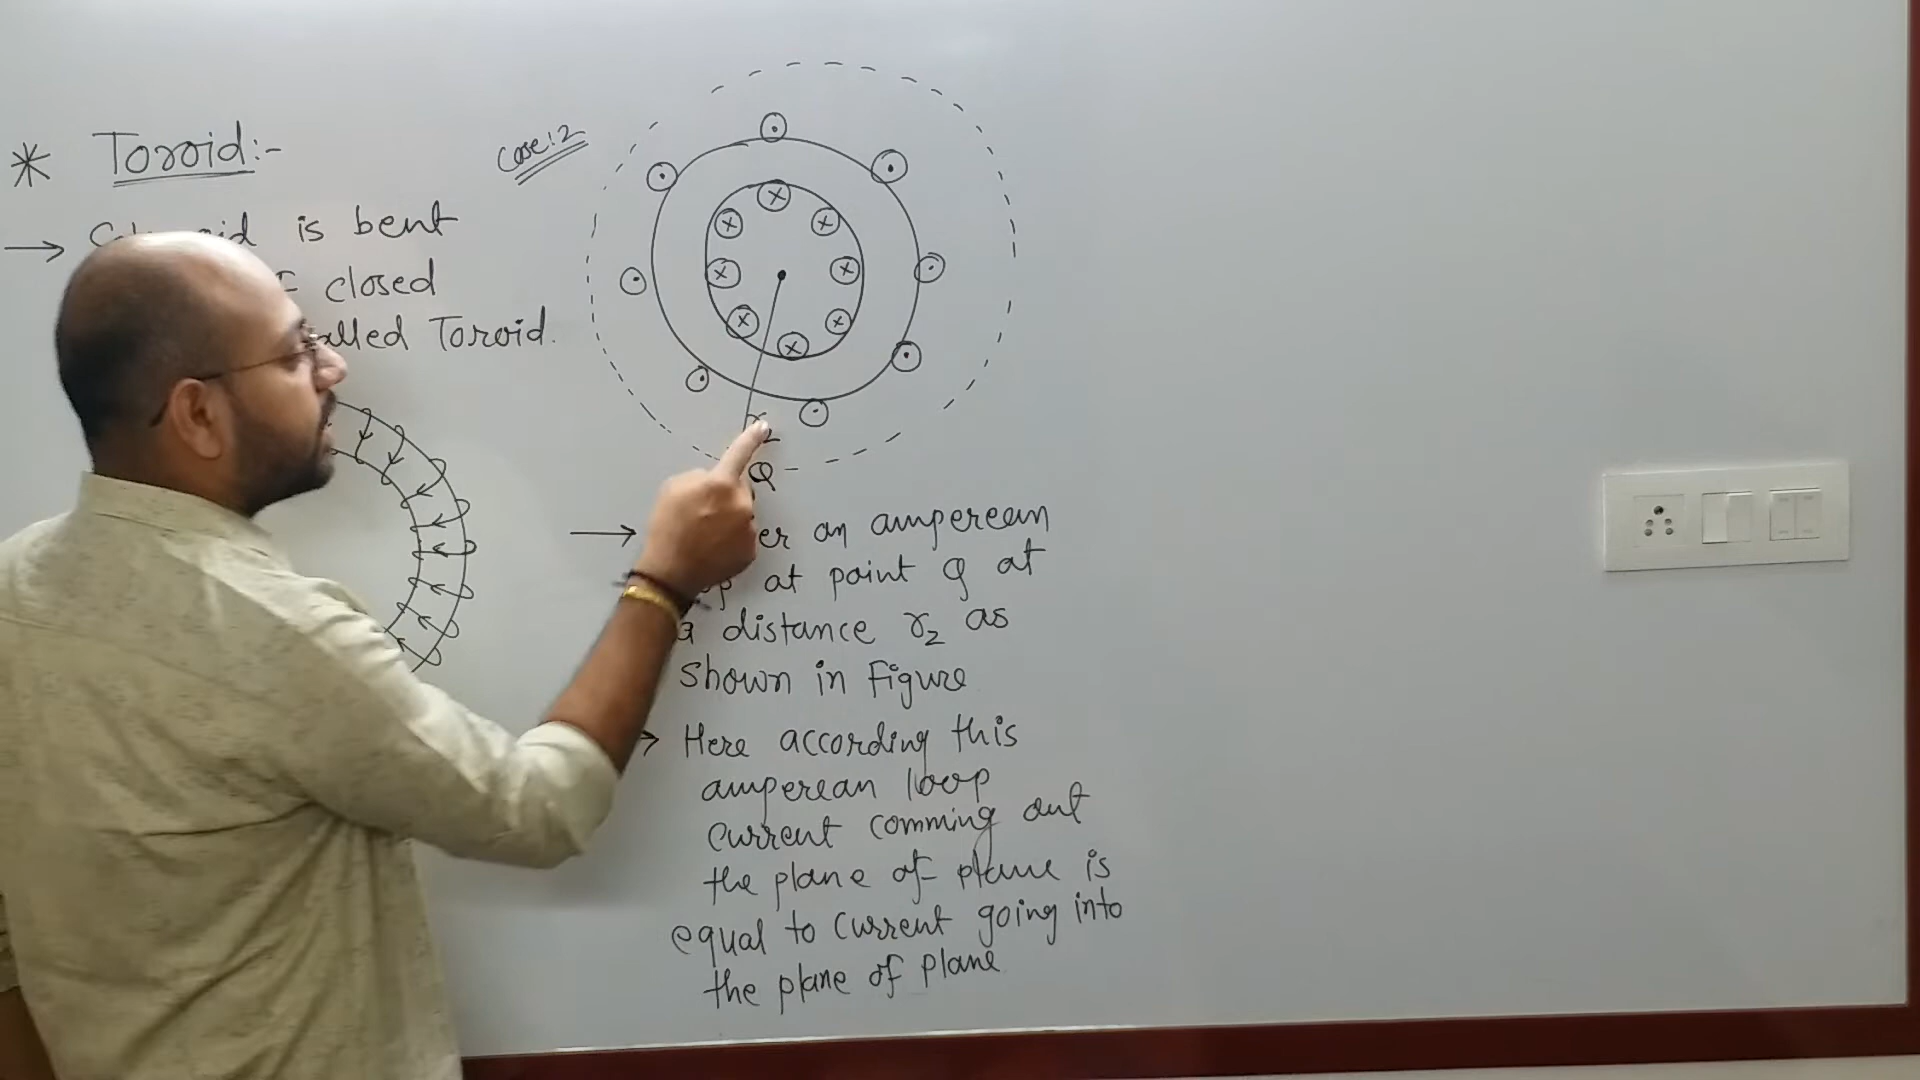 * Toroid:-
→ is bent
closed
Toroid.
Case:2
r2
Q
→ an amperean
at point Q at
a distance r2 as
shown in Figure
→ Here according this
amperean loop
current comming out
the plane of plane is
equal to current going into
the plane of plane